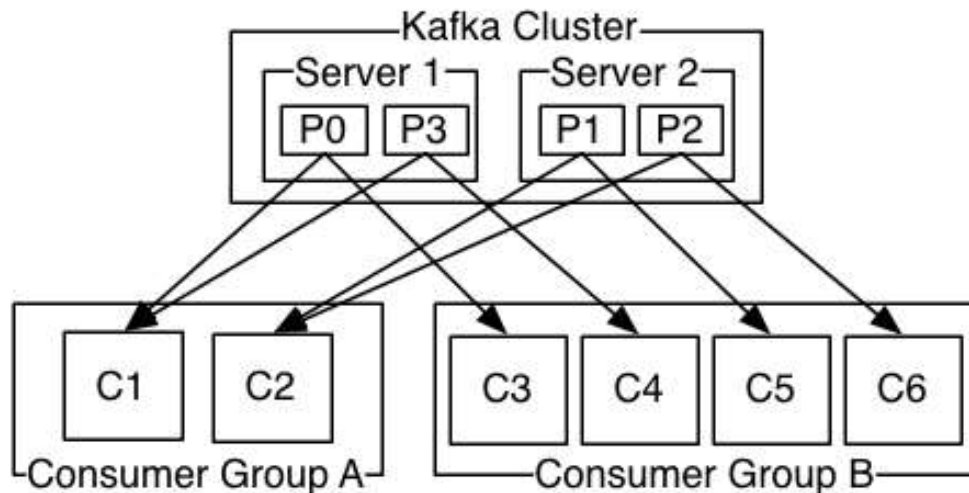 Kafka Cluster
Server 1
Server 2
P0
P3
P1
P2
C1
C2
C3
C4
C5
C6
Consumer Group A
Consumer Group B